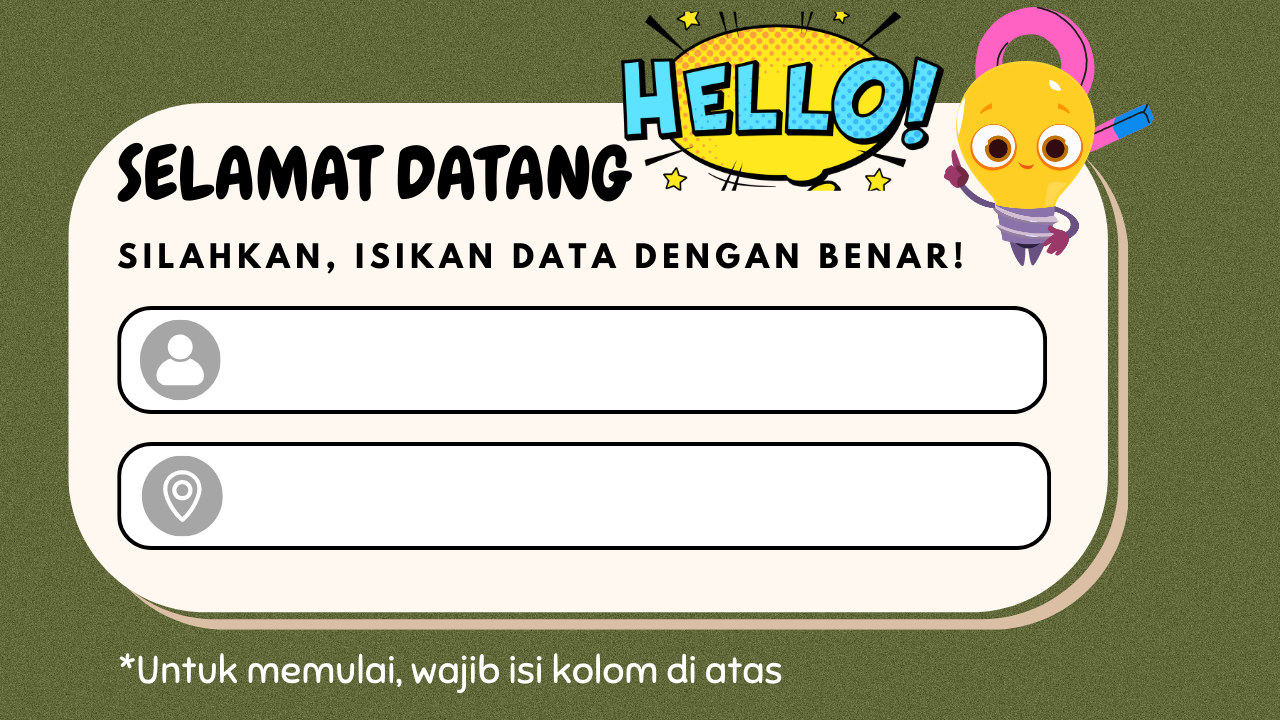 HELLO!
SELAMAT DATANG
SILAHKAN, ISIKAN DATA DENGAN BENAR!
*Untuk memulai, wajib isi kolom di atas